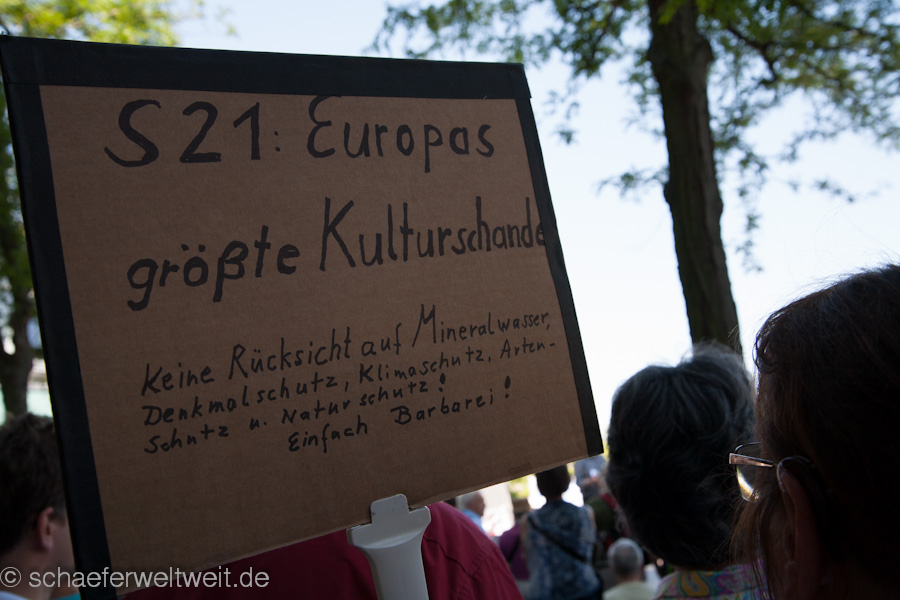 S21: Europas
größte Kulturschande
Keine Rücksicht auf Mineralwasser,
Denkmalschutz, Klimaschutz, Arten-
schutz u. Naturschutz!
Einfach Barbarei!
© schaeferweltweit.de